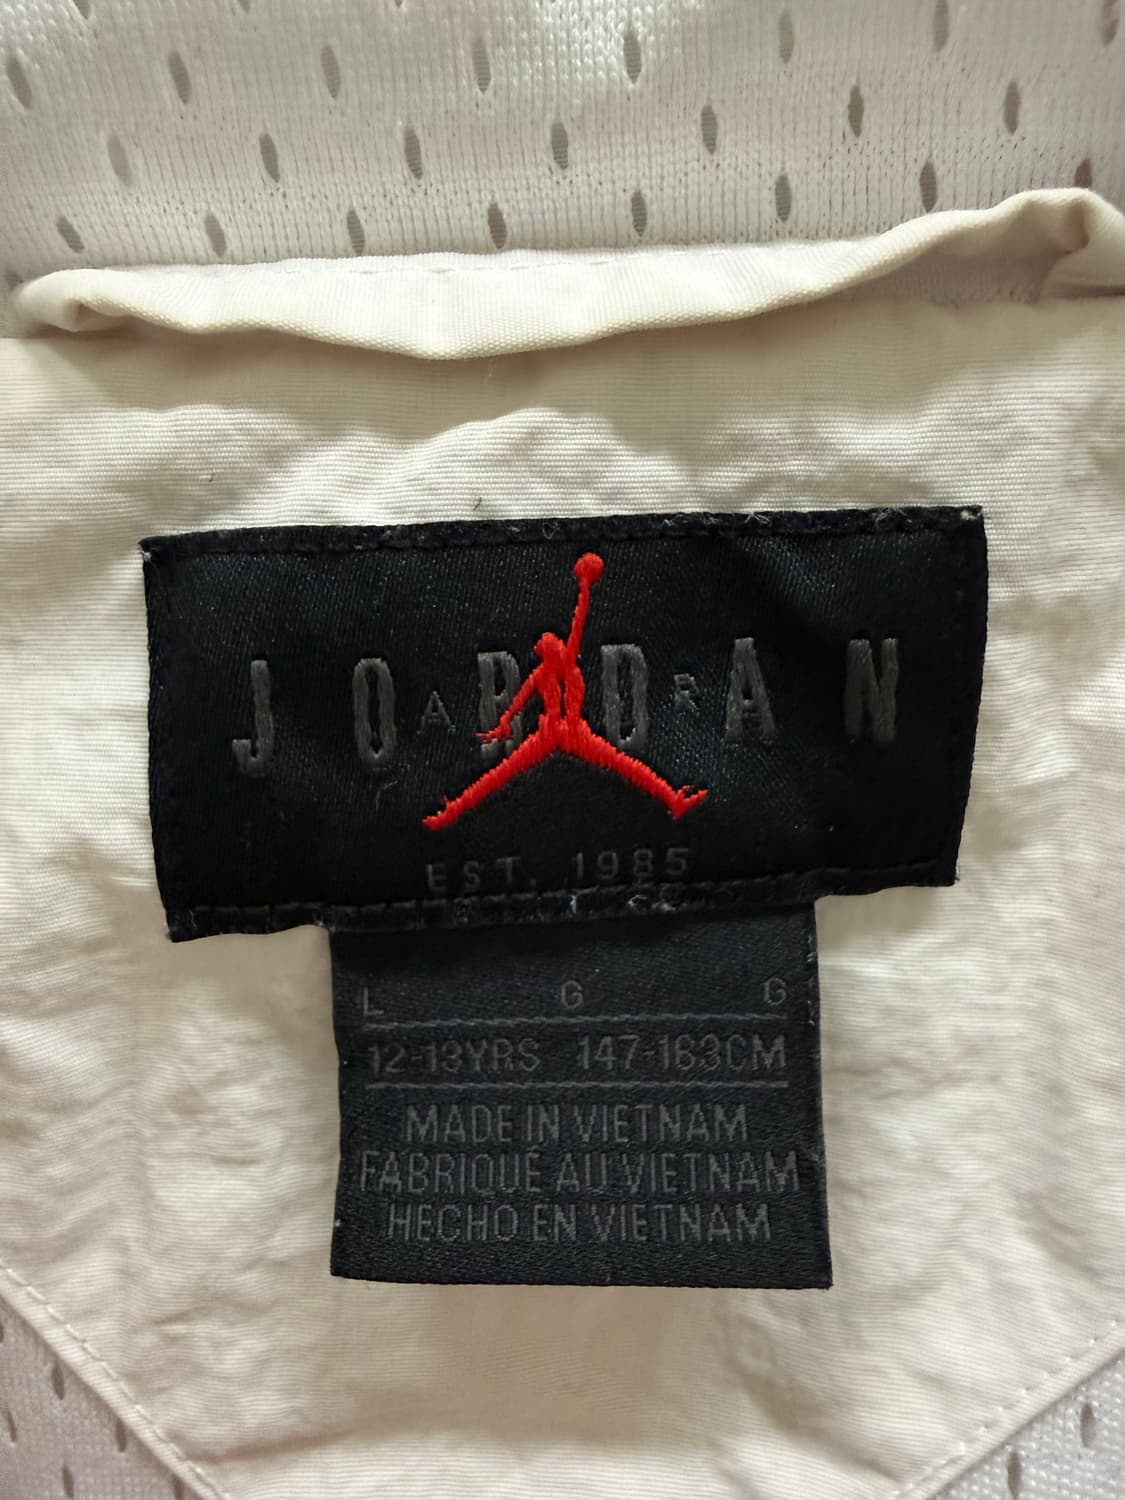 JORDAN
A R
EST. 1985
L G G
12-13YRS 147-163CM
MADE IN VIETNAM
FABRIQUÉ AU VIETNAM
HECHO EN VIETNAM